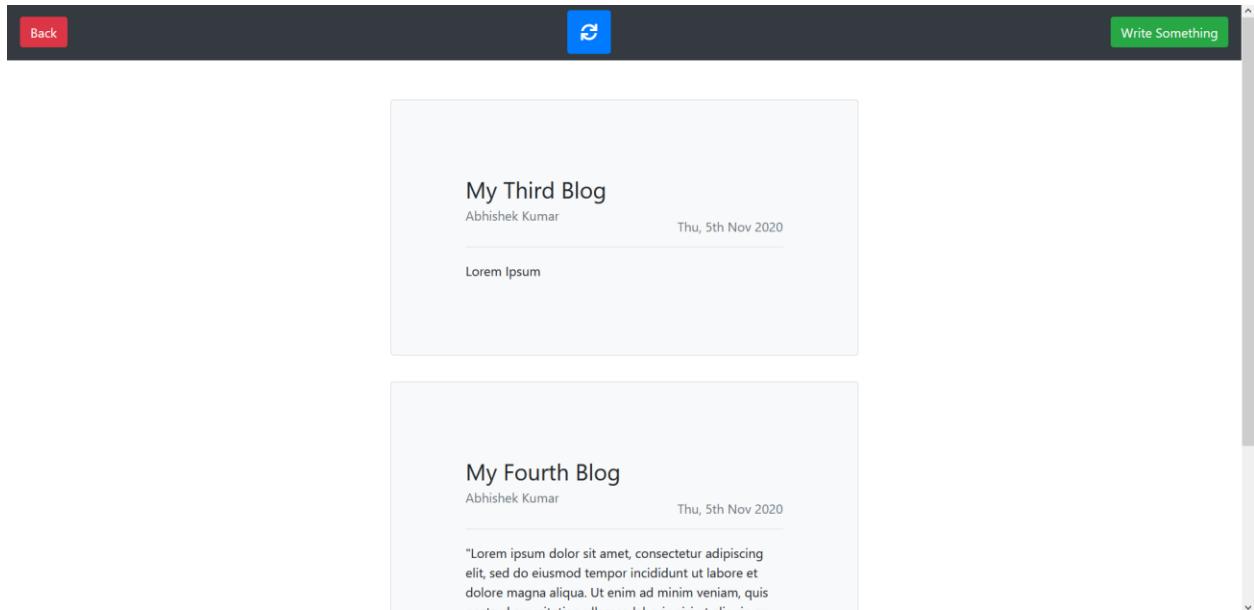 Back
Write Something
My Third Blog
Abhishek Kumar
Thu, 5th Nov 2020
Lorem Ipsum
My Fourth Blog
Abhishek Kumar
Thu, 5th Nov 2020
"Lorem ipsum dolor sit amet, consectetur adipiscing
elit, sed do eiusmod tempor incididunt ut labore et
dolore magna aliqua. Ut enim ad minim veniam, quis